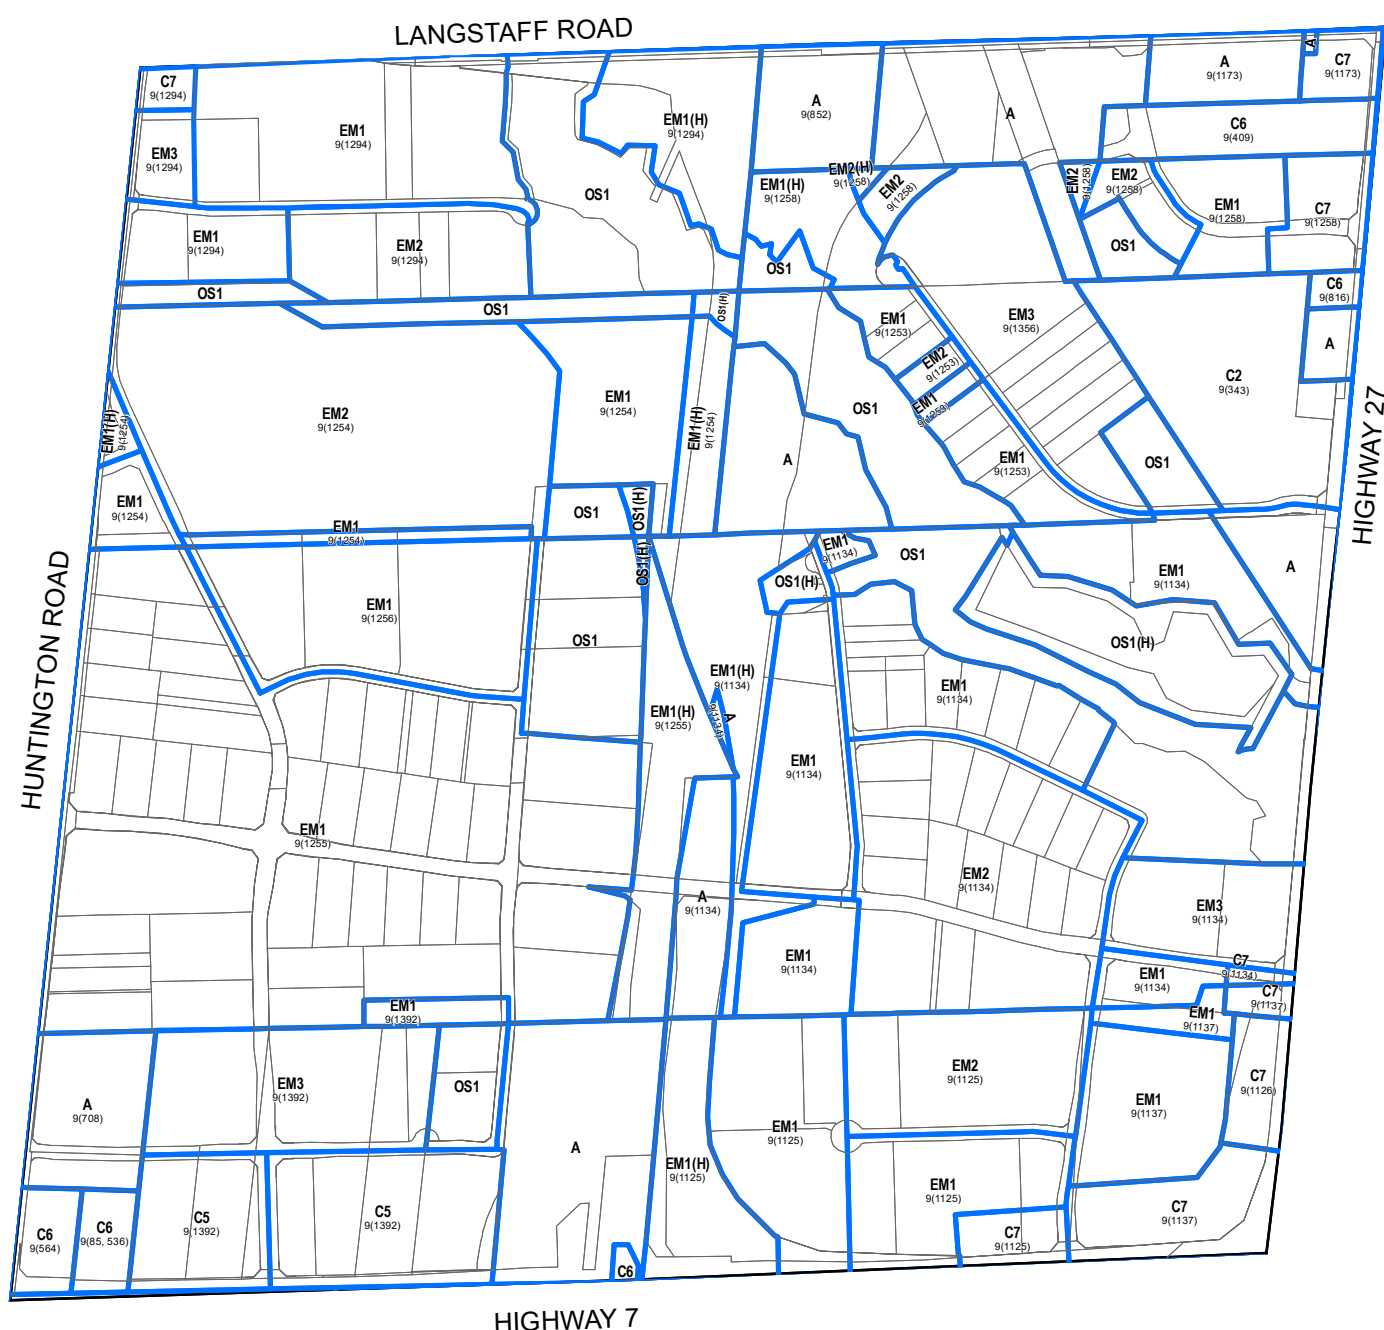 LANGSTAFF ROAD
C7
9(1294)
EM1
9(1294)
EM1(H)
9(1294)
A
9(852)
A
A
9(1173)
A
C7
9(1173)
C6
9(409)
EM3
9(1294)
OS1
EM1(H)
9(1258)
EM2(H)
9(1258)
EM2
9(1258)
EM2
9(1258)
EM2
9(1258)
EM1
9(1258)
C7
9(1258)
EM1
9(1294)
EM2
9(1294)
OS1
OS1
OS1
OS1
OS1(H)
C6
9(816)
EM1
9(1253)
EM3
9(1356)
A
EM2
9(1253)
C2
9(343)
EM2
9(1254)
EM1
9(1254)
EM1(H)
9(1254)
EM1(H)
9(1254)
OS1
EM1
9(1253)
A
EM1
9(1253)
OS1
HIGHWAY 27
EM1
9(1254)
OS1
OS1(H)
EM1
9(1254)
OS1(H)
EM1
9(1134)
OS1
OS1(H)
EM1
9(1134)
A
HUNTINGTON ROAD
EM1
9(1256)
OS1
OS1(H)
EM1(H)
9(1134)
EM1
9(1134)
EM1(H)
9(1255)
A
9(1134)
EM1
9(1134)
EM1
9(1255)
EM2
9(1134)
A
9(1134)
EM3
9(1134)
EM1
9(1134)
EM1
9(1134)
C7
9(1134)
C7
9(1137)
EM1
9(1392)
EM1
9(1137)
EM3
9(1392)
OS1
EM2
9(1125)
C7
9(1126)
A
9(708)
EM1
9(1137)
EM1
9(1125)
A
EM1(H)
9(1125)
EM1
9(1125)
C6
9(564)
C6
9(85, 536)
C5
9(1392)
C5
9(1392)
C7
9(1125)
C7
9(1137)
C6
HIGHWAY 7